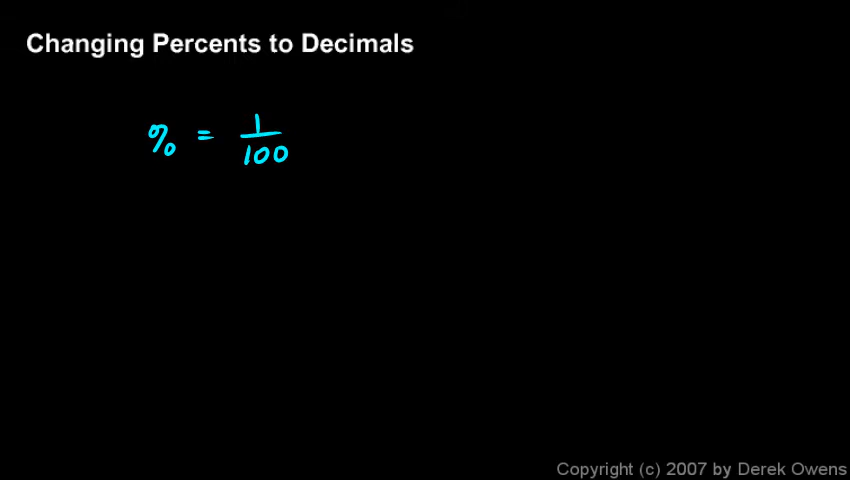 Changing Percents to Decimals
% = 1/100
Copyright (c) 2007 by Derek Owens